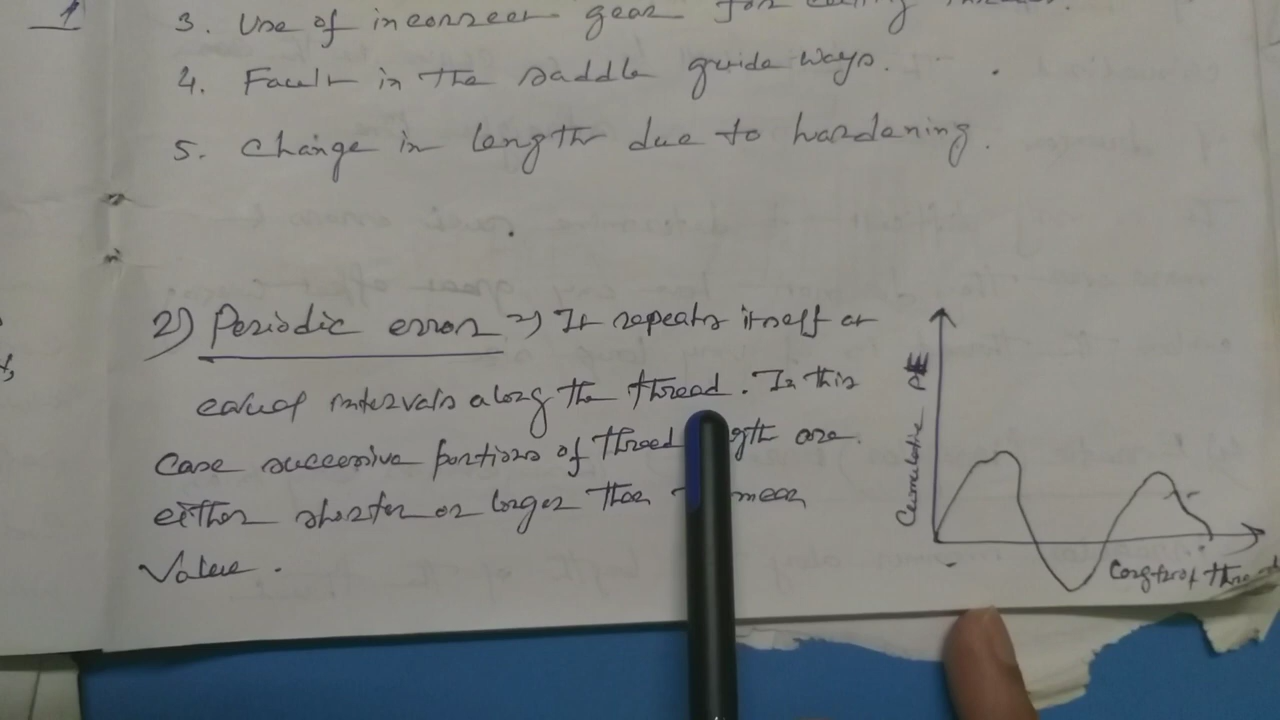 1
3. Use of incorrect gear for cutting
4. Fault in the saddle guide ways.
5. Change in length due to hardening.
2) Periodic error => It repeats itself at
equal intervals along the thread. In this
case successive portions of thread are
either shorter or longer than mean
value.
Cumulative PE
Length of thread